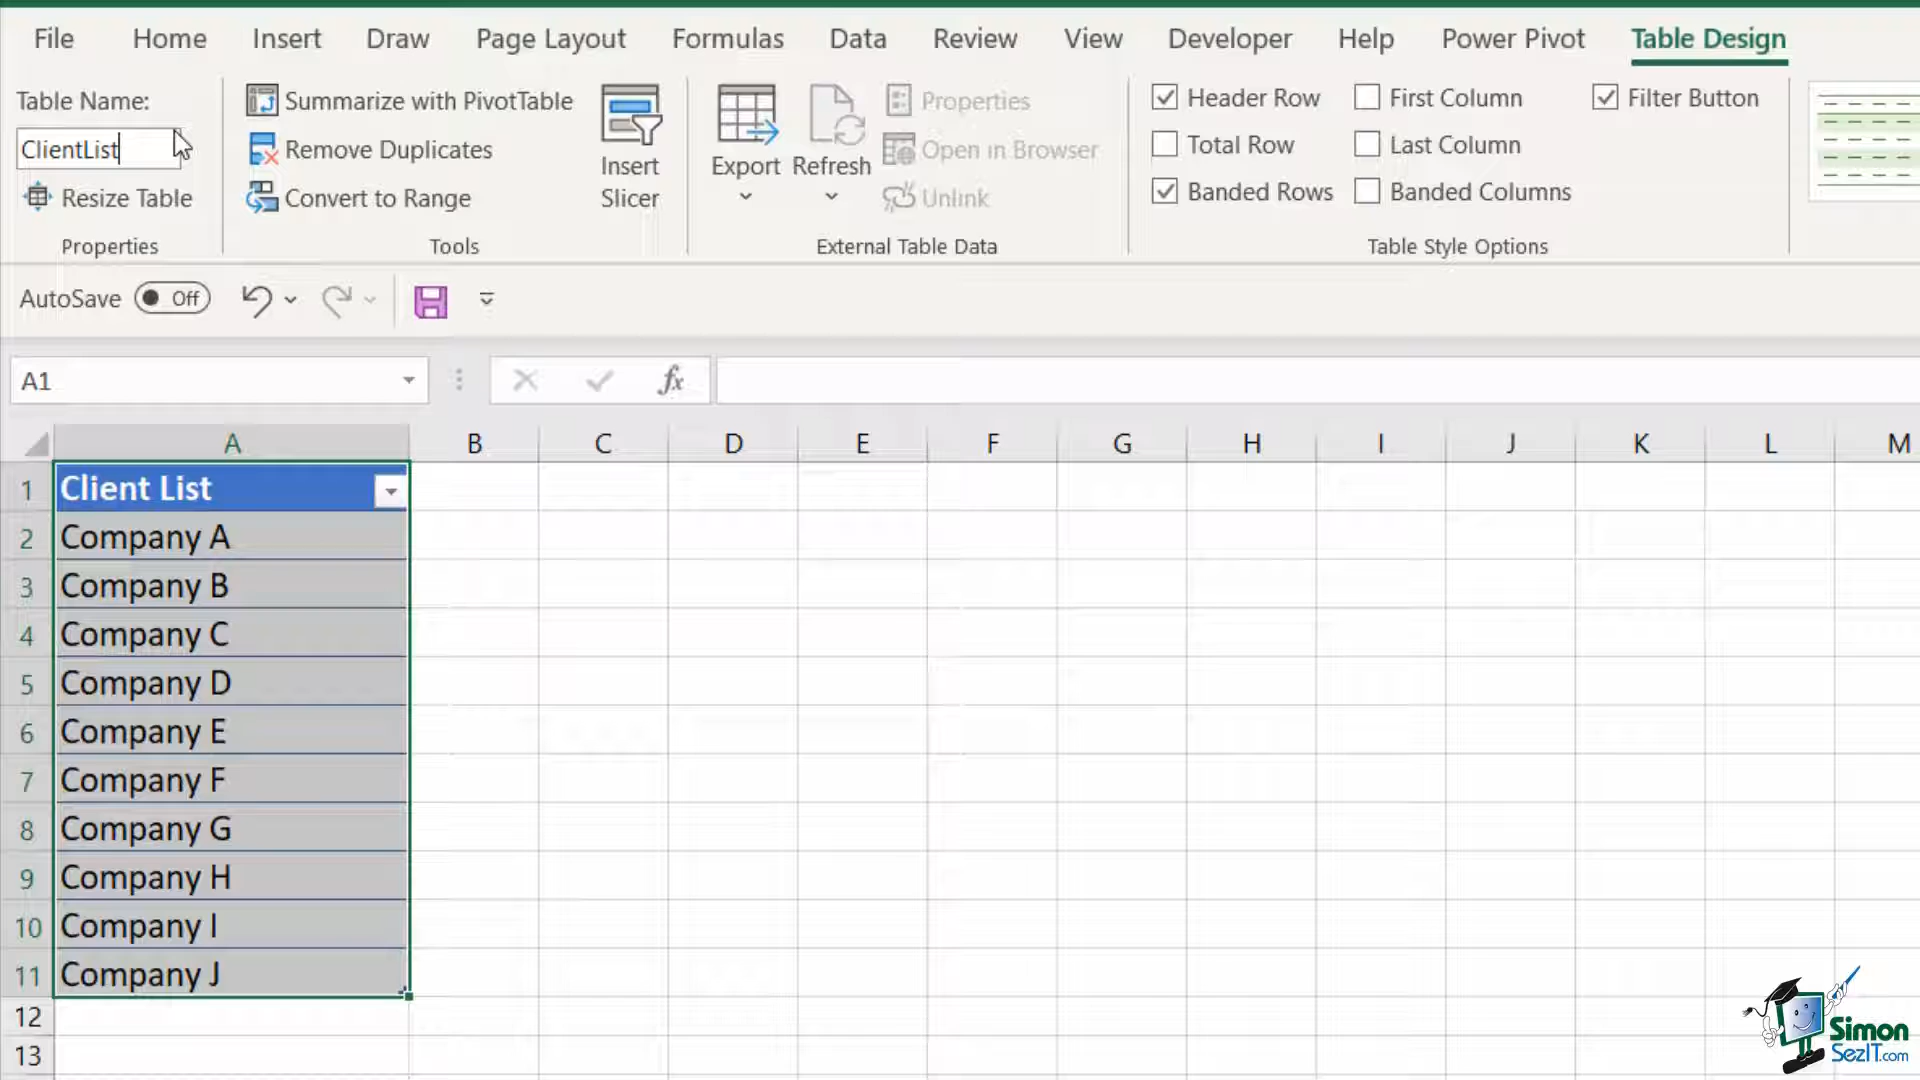 File Home Insert Draw Page Layout Formulas Data Review View Developer Help Power Pivot Table Design
Table Name:
ClientList
Resize Table
Properties
Summarize with PivotTable
Remove Duplicates
Convert to Range
Insert
Slicer
Tools
Export
Refresh
Properties
Open in Browser
Unlink
External Table Data
Header Row
Total Row
Banded Rows
First Column
Last Column
Banded Columns
Filter Button
Table Style Options
AutoSave Off
A1 fx
A B C D E F G H I J K L M
1 Client List
2 Company A
3 Company B
4 Company C
5 Company D
6 Company E
7 Company F
8 Company G
9 Company H
10 Company I
11 Company J
12
13
Simon
SezIT.com